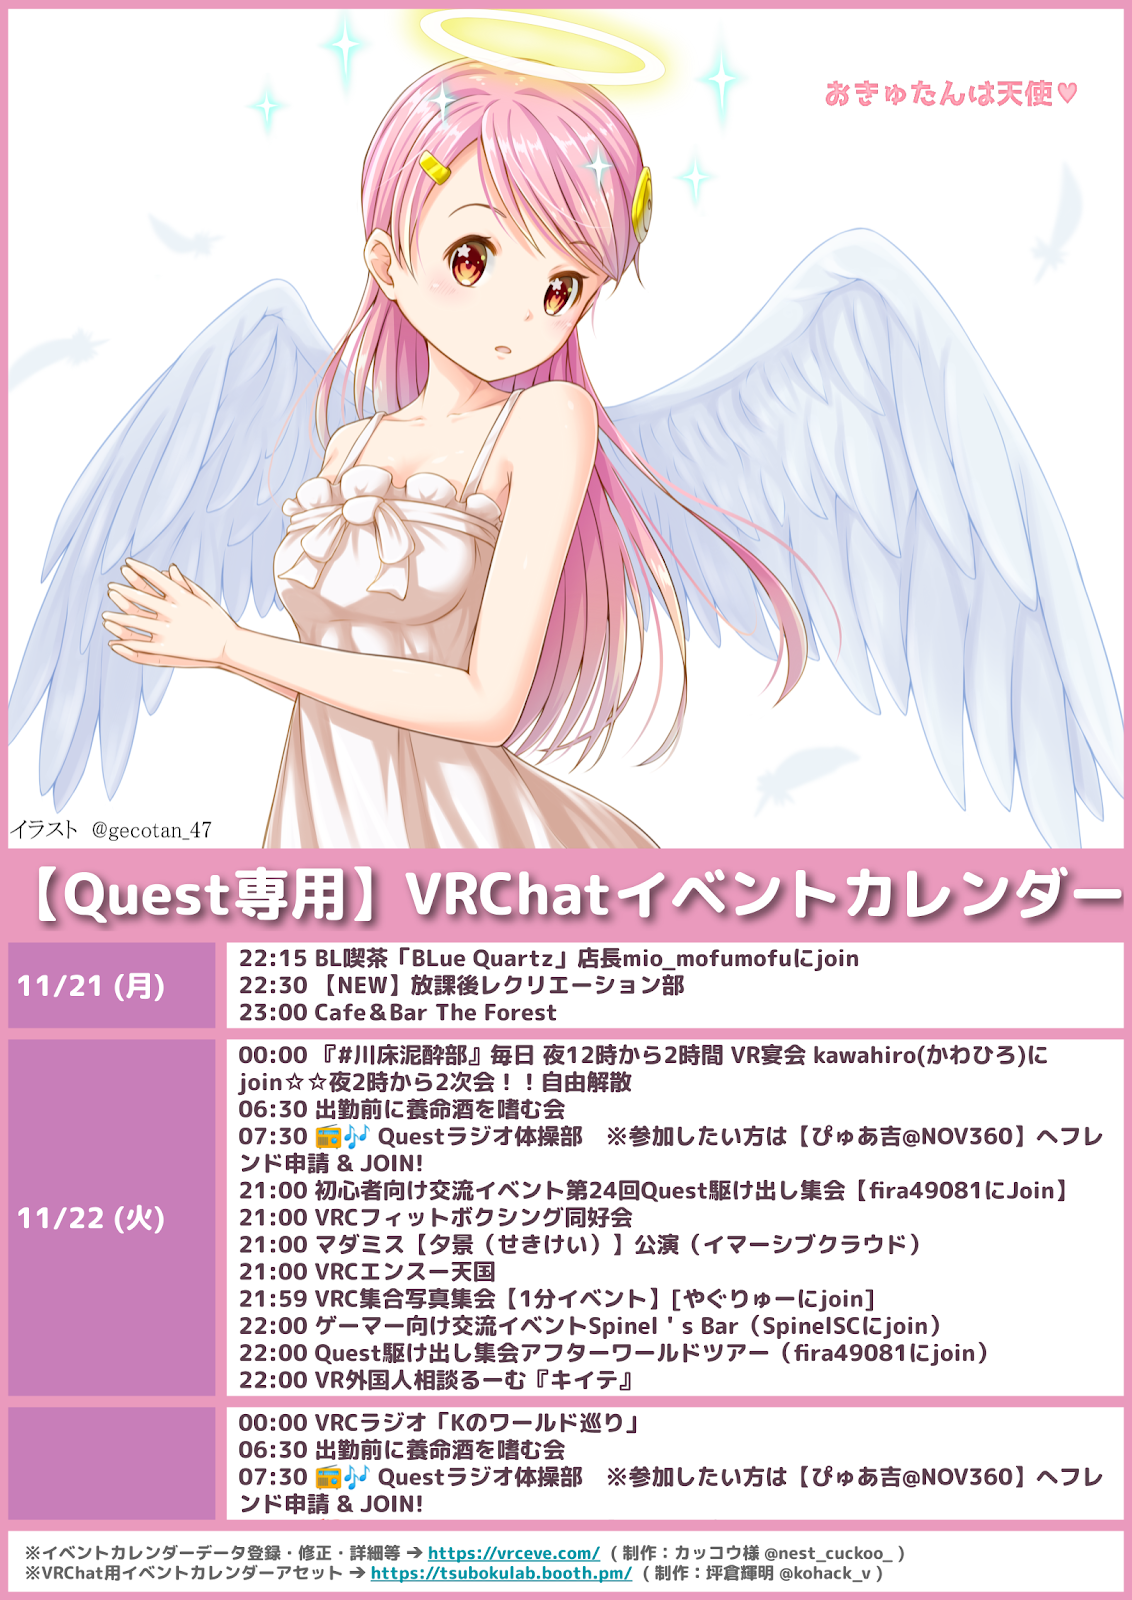 おきゅたんは天使♥
イラスト @gecotan_47
【Quest専用】VRChatイベントカレンダー
11/21 (月)
22:15 BL喫茶「BLue Quartz」店長mio_mofumofuにjoin
22:30 【NEW】放課後レクリエーション部
23:00 Cafe＆Bar The Forest
11/22 (火)
00:00 『#川床泥酔部』毎日 夜12時から2時間 VR宴会 kawahiro(かわひろ)に
join☆☆夜2時から2次会！！自由解散
06:30 出勤前に養命酒を嗜む会
07:30 📻🎶 Questラジオ体操部　※参加したい方は【ぴゅあ吉@NOV360】へフレ
ンド申請 & JOIN!
21:00 初心者向け交流イベント第24回Quest駆け出し集会【fira49081にJoin】
21:00 VRCフィットボクシング同好会
21:00 マダミス【夕景（せきけい）】公演（イマーシブクラウド）
21:00 VRCエンスー天国
21:59 VRC集合写真集会【1分イベント】[やぐりゅーにjoin]
22:00 ゲーマー向け交流イベントSpinel＇s Bar（SpinelSCにjoin）
22:00 Quest駆け出し集会アフターワールドツアー（fira49081にjoin）
22:00 VR外国人相談るーむ『キイテ』
00:00 VRCラジオ「Kのワールド巡り」
06:30 出勤前に養命酒を嗜む会
07:30 📻🎶 Questラジオ体操部　※参加したい方は【ぴゅあ吉@NOV360】へフレ
ンド申請 & JOIN!
※イベントカレンダーデータ登録・修正・詳細等 ➔ https://vrceve.com/ ( 制作：カッコウ様 @nest_cuckoo_ )
※VRChat用イベントカレンダーアセット ➔ https://tsubokulab.booth.pm/ ( 制作：坪倉輝明 @kohack_v )